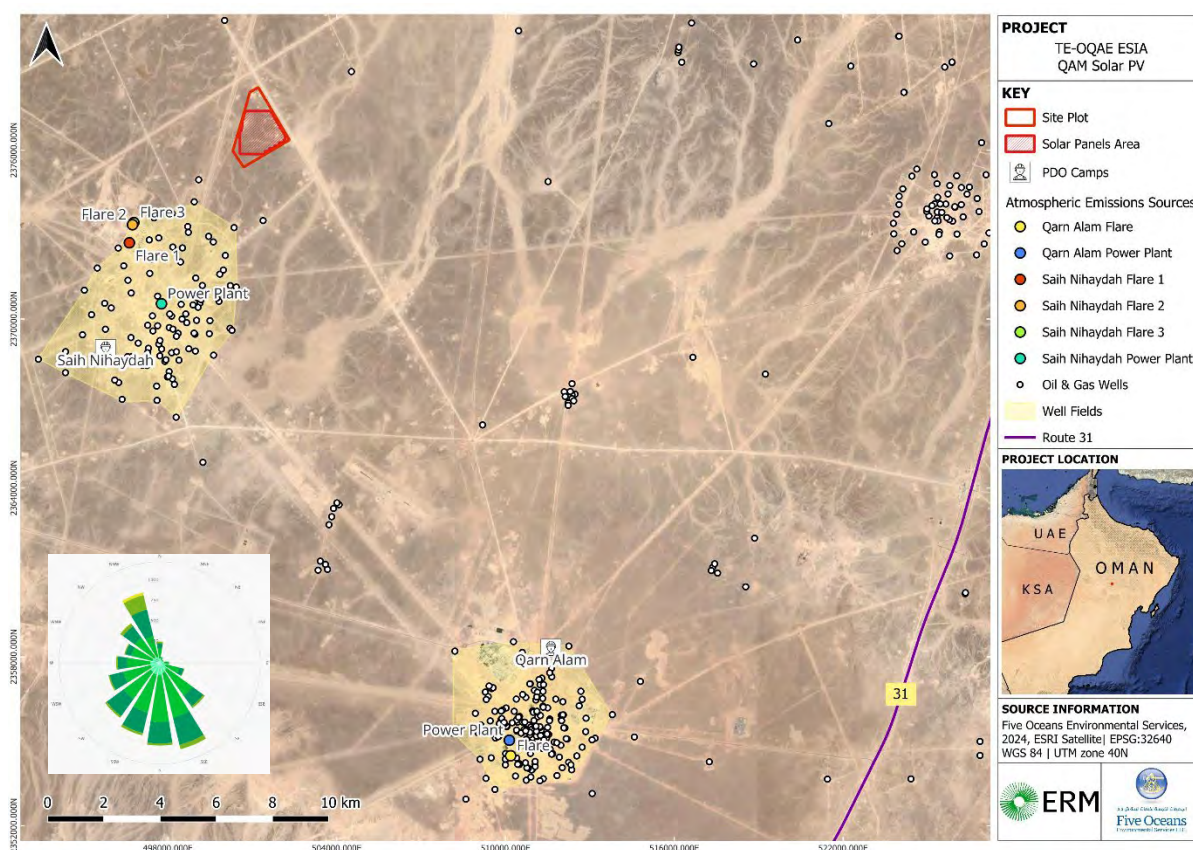 PROJECT
TE-OQAE ESIA
QAM Solar PV
KEY
Site Plot
Solar Panels Area
PDO Camps
Atmospheric Emissions Sources
Qarn Alam Flare
Qarn Alam Power Plant
Saih Nihaydah Flare 1
Saih Nihaydah Flare 2
Saih Nihaydah Flare 3
Saih Nihaydah Power Plant
Oil & Gas Wells
Well Fields
Route 31
PROJECT LOCATION
UAE
OMAN
KSA
SOURCE INFORMATION
Five Oceans Environmental Services,
2024, ESRI Satellite| EPSG:32640
WGS 84 | UTM zone 40N
ERM
Five Oceans
Environmental Services LLC
2376000.000N
2370000.000N
2364000.000N
2358000.000N
2352000.000N
Flare 2
Flare 3
Flare 1
Power Plant
Saih Nihaydah
Qarn Alam
Power Plant
Flare
31
0 2 4 6 8 10 km
498000.000E
504000.000E
510000.000E
516000.000E
522000.000E